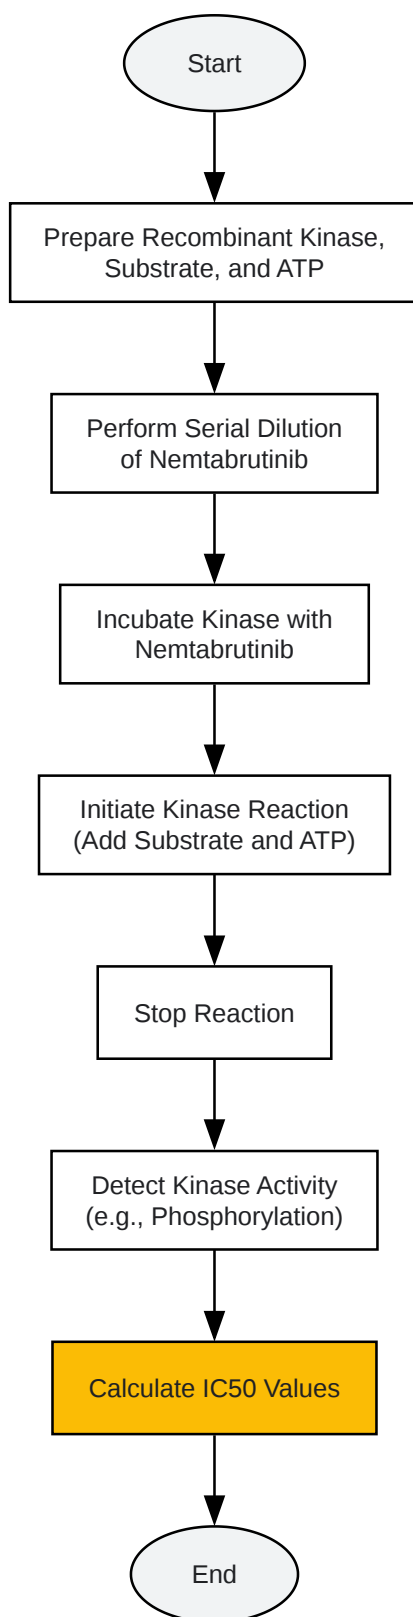 Start
Prepare Recombinant Kinase,
Substrate, and ATP
Perform Serial Dilution
of Nemtabrutinib
Incubate Kinase with
Nemtabrutinib
Initiate Kinase Reaction
(Add Substrate and ATP)
Stop Reaction
Detect Kinase Activity
(e.g., Phosphorylation)
Calculate IC50 Values
End